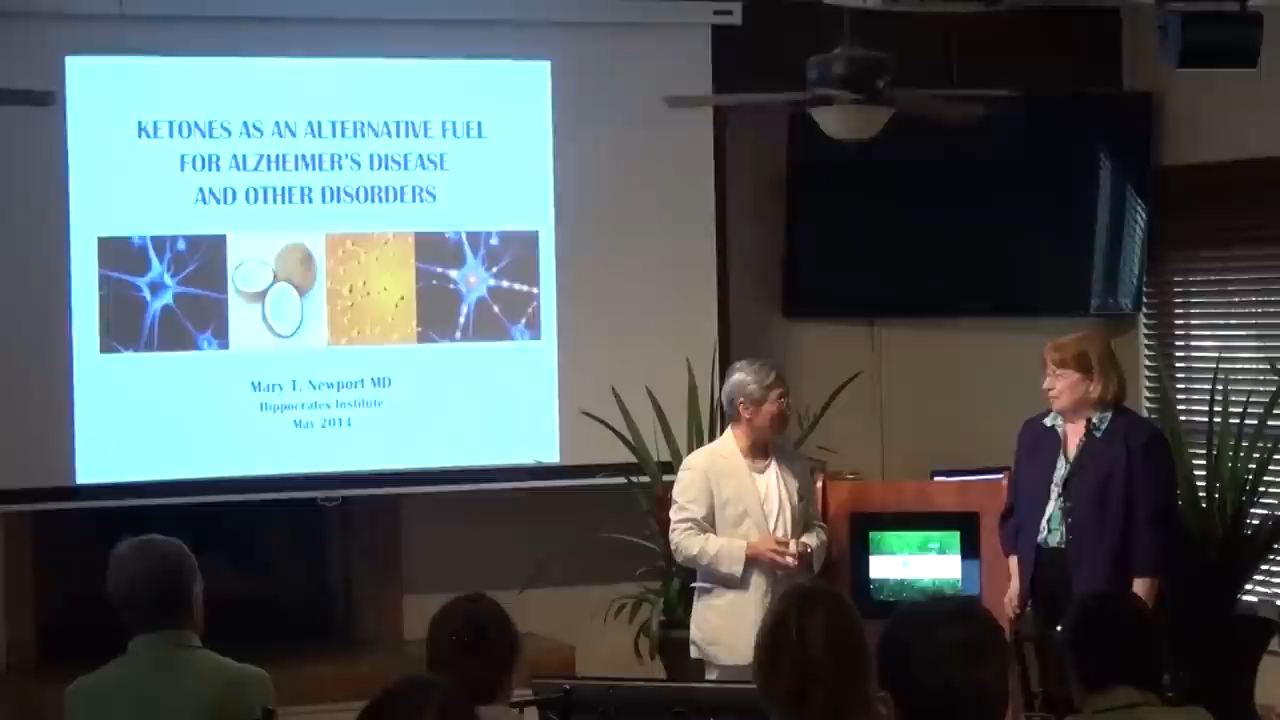 KETONES AS AN ALTERNATIVE FUEL
FOR ALZHEIMER'S DISEASE
AND OTHER DISORDERS
Mary T. Newport MD
Hippocrates Institute
May 2014